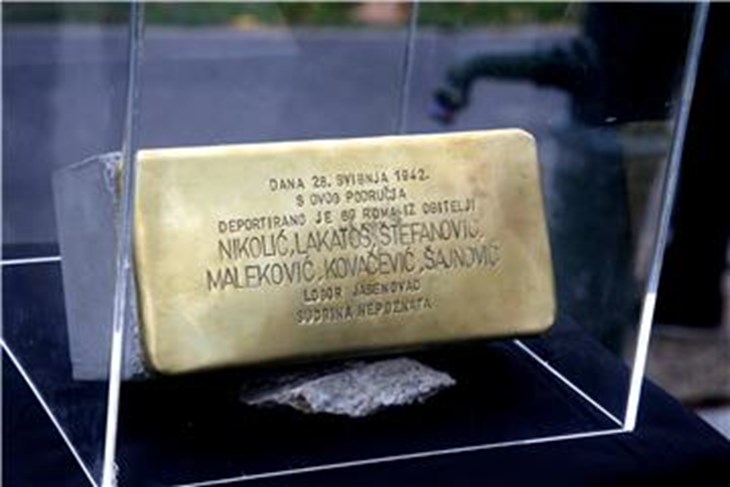 DANA 28. SVIBNJA 1942.
S OVOG PODRUČJA
DEPORTIRANO JE 60 ROMA IZ OBITELJI
NIKOLIĆ, LAKATOŠ, STEFANOVIĆ,
MALEKOVIĆ, KOVAČEVIĆ, ŠAJNOVIĆ
LOGOR JASENOVAC
SUDBINA NEPOZNATA